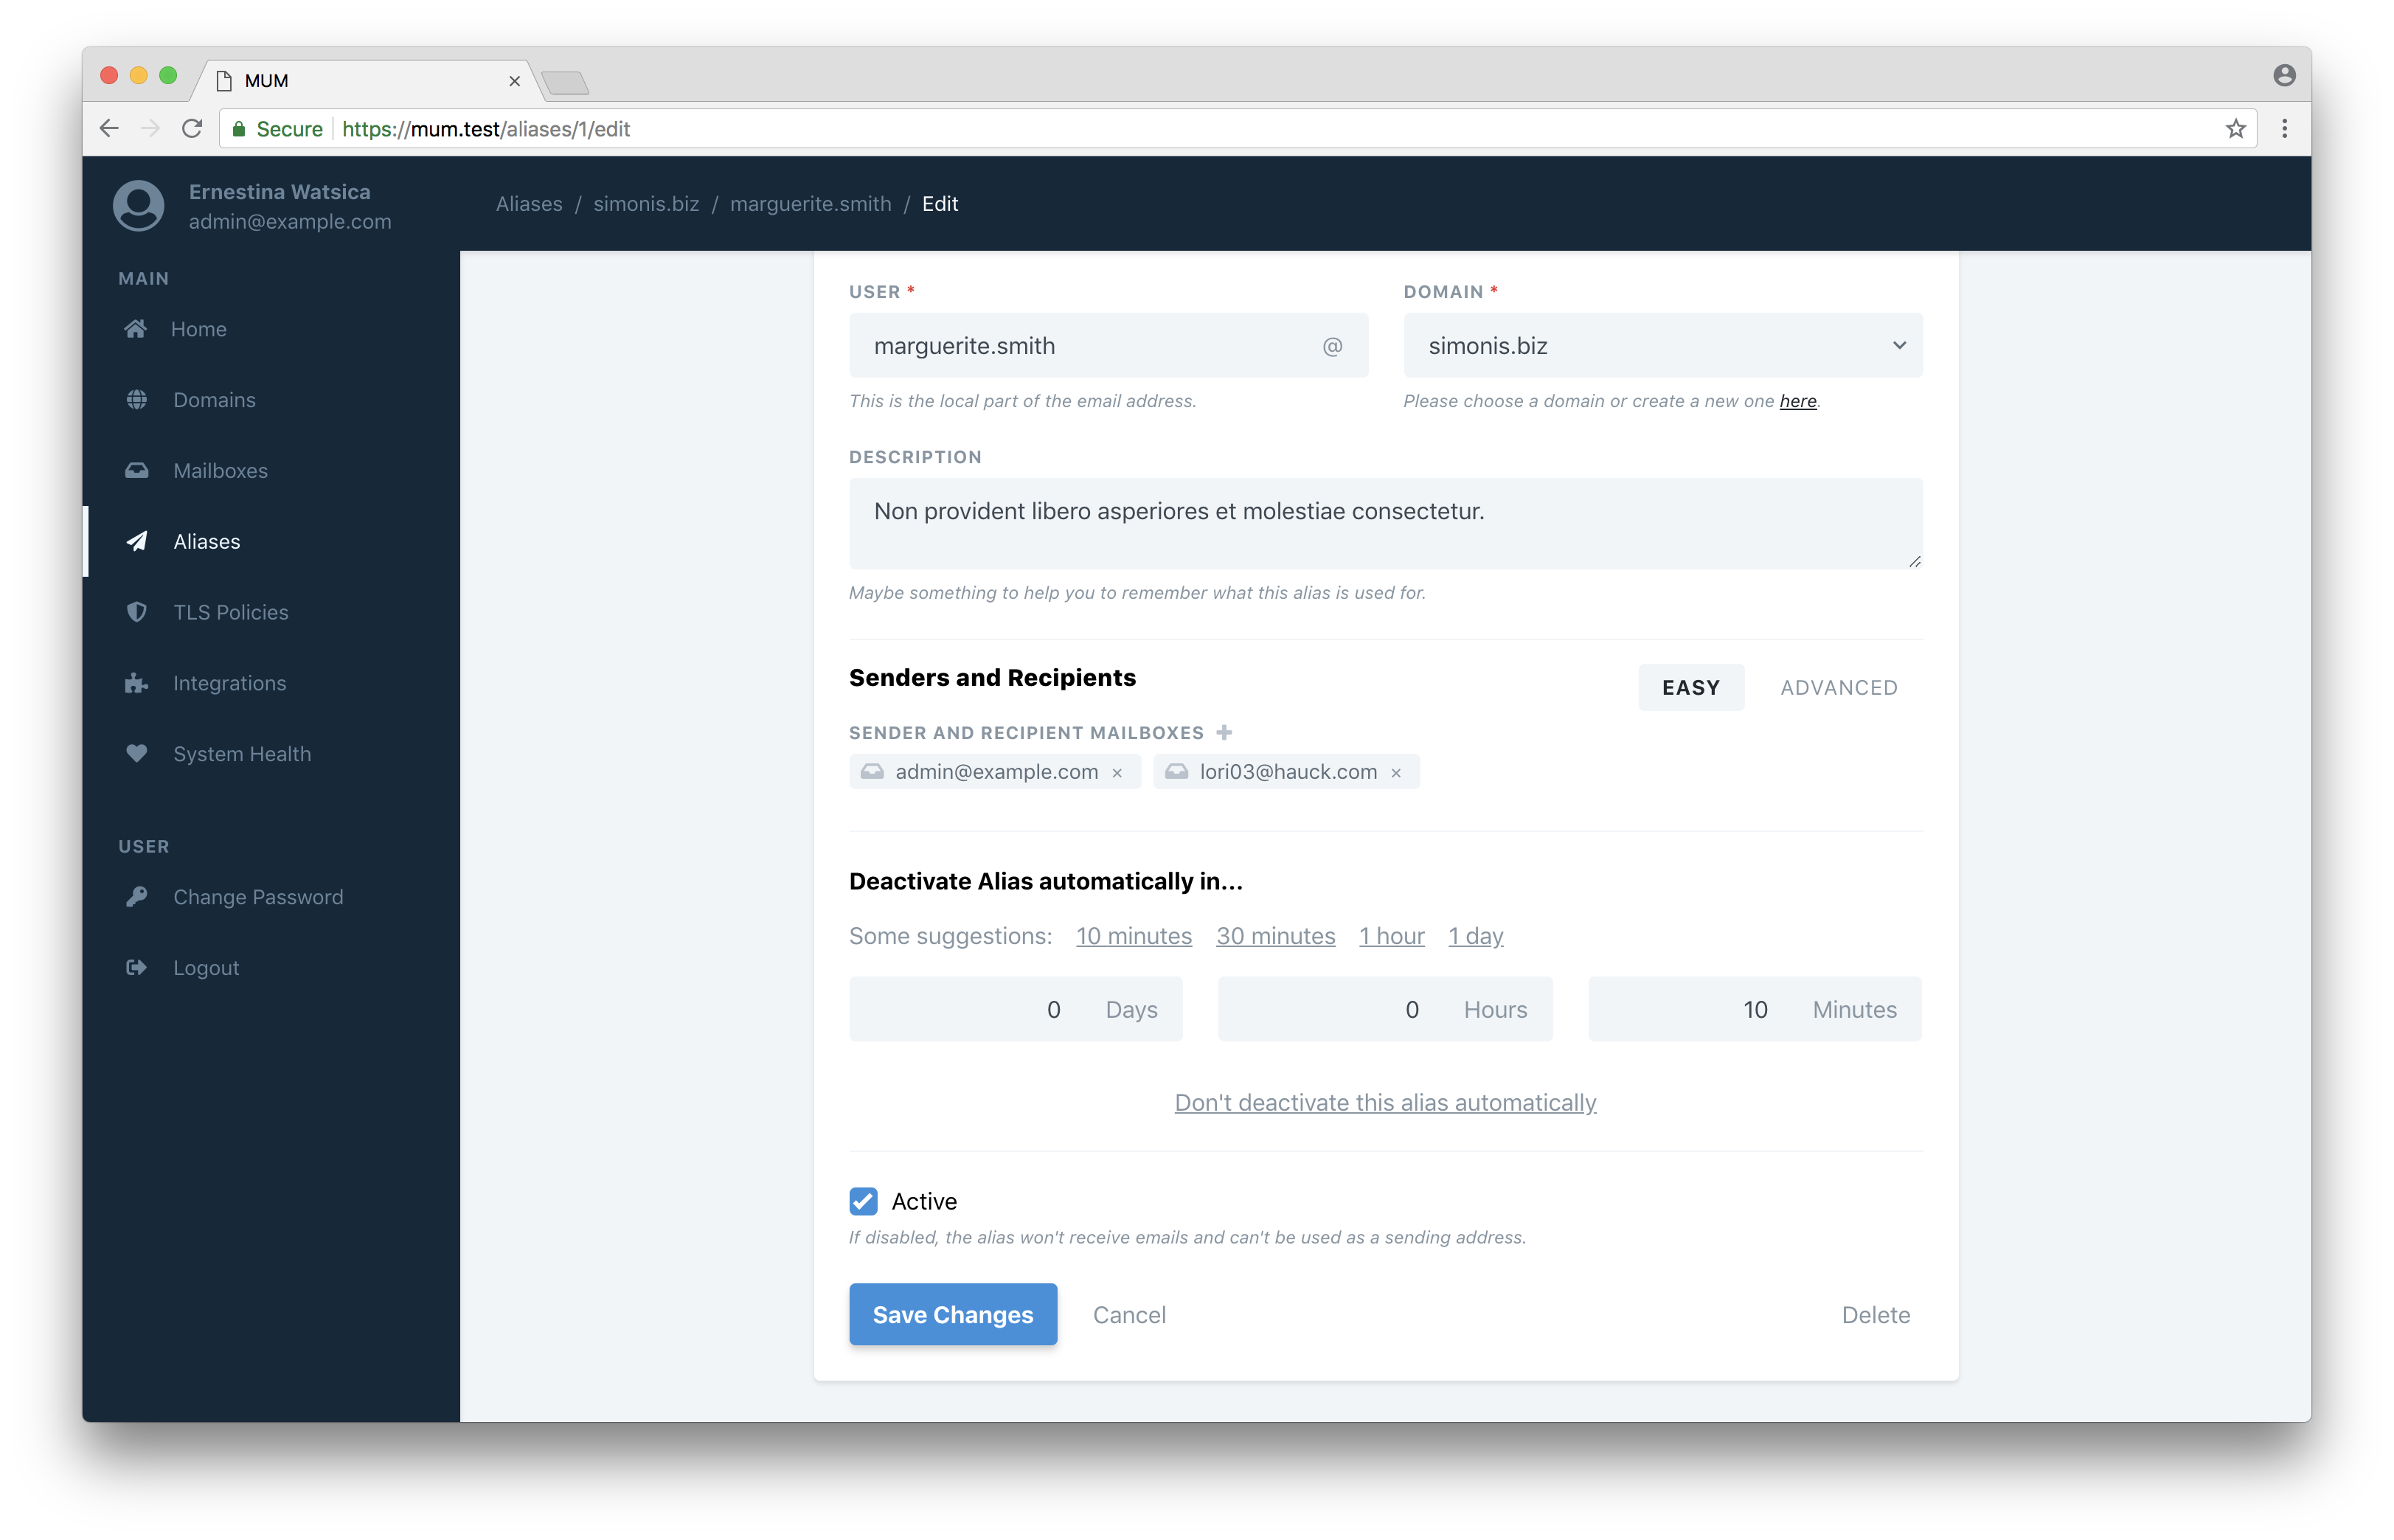 MUM
Secure https://mum.test/aliases/1/edit
Ernestina Watsica
admin@example.com
Aliases / simonis.biz / marguerite.smith / Edit
MAIN
Home
Domains
Mailboxes
Aliases
TLS Policies
Integrations
System Health
USER
Change Password
Logout
USER * DOMAIN *
marguerite.smith @ simonis.biz
This is the local part of the email address. Please choose a domain or create a new one here.
DESCRIPTION
Non provident libero asperiores et molestiae consectetur.
Maybe something to help you to remember what this alias is used for.
Senders and Recipients EASY ADVANCED
SENDER AND RECIPIENT MAILBOXES +
admin@example.com × lori03@hauck.com ×
Deactivate Alias automatically in...
Some suggestions: 10 minutes 30 minutes 1 hour 1 day
0 Days 0 Hours 10 Minutes
Don't deactivate this alias automatically
Active
If disabled, the alias won't receive emails and can't be used as a sending address.
Save Changes Cancel Delete